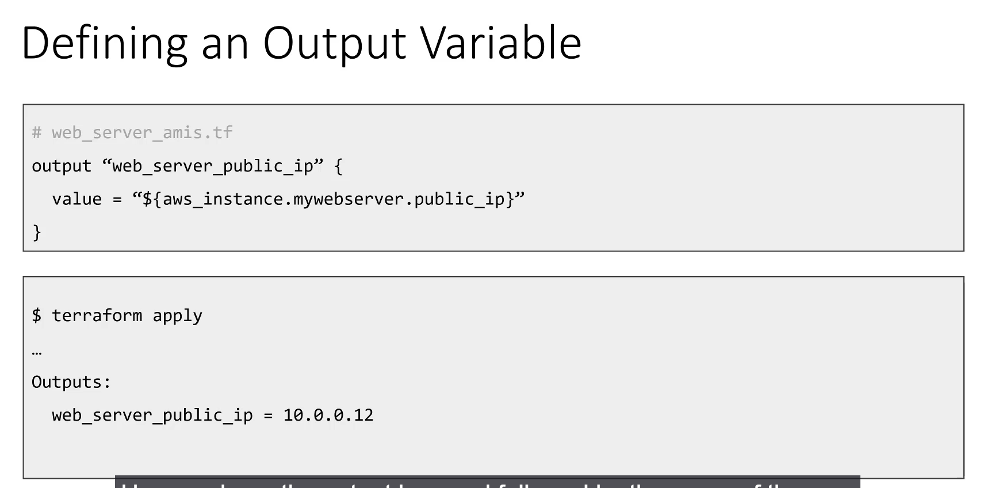 Defining an Output Variable
# web_server_amis.tf
output “web_server_public_ip” {
  value = “${aws_instance.mywebserver.public_ip}”
}
$ terraform apply
…
Outputs:
  web_server_public_ip = 10.0.0.12